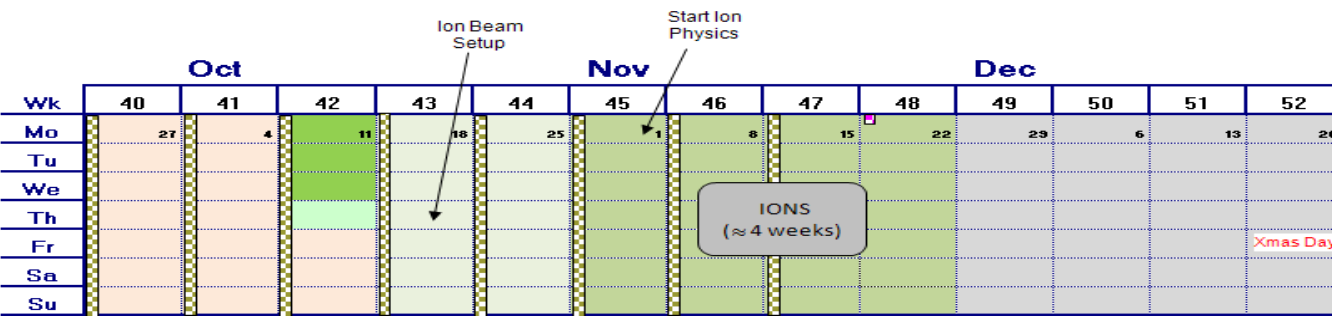 Ion Beam
Setup
Start Ion
Physics
Oct Nov Dec
Wk 40 41 42 43 44 45 46 47 48 49 50 51 52
Mo 27 4 11 18 25 1 8 15 22 29 6 13 20
Tu
We
Th
Fr Xmas Day
Sa
Su
IONS
(≈4 weeks)